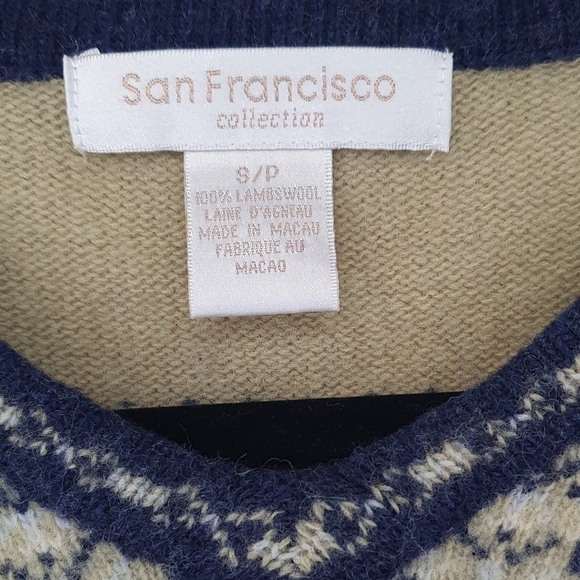 San Francisco
collection
S/P
100% LAMBSWOOL
LAINE D'AGNEAU
MADE IN MACAU
FABRIQUE AU
MACAO